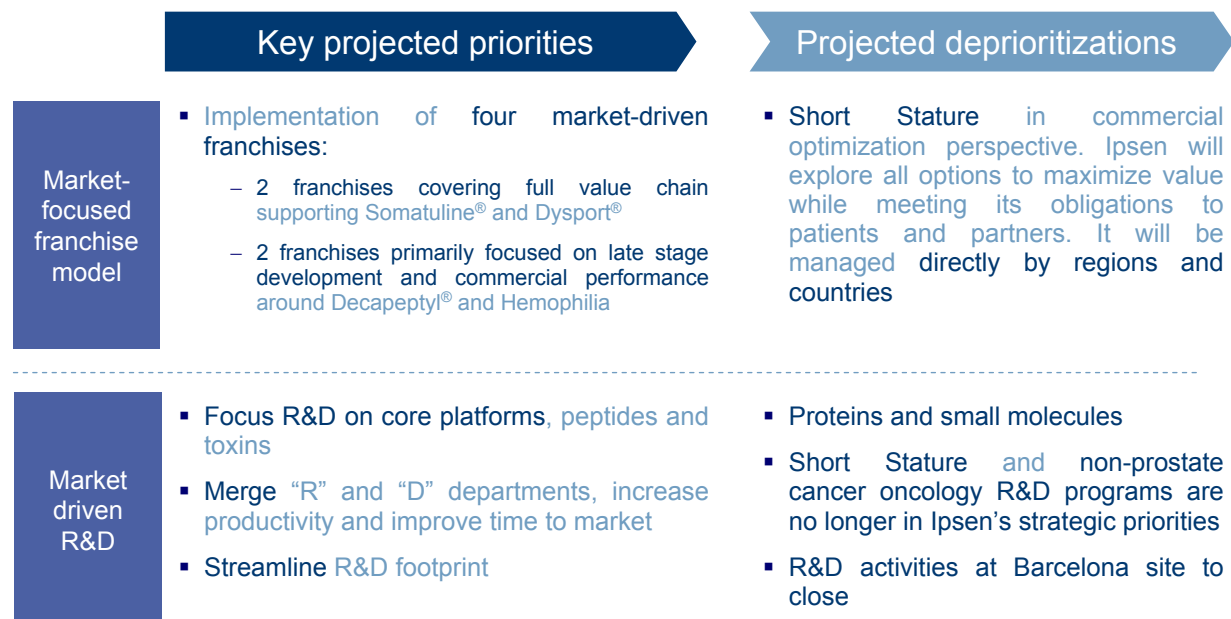 Key projected priorities
Projected deprioritizations
Market-
focused
franchise
model
▪ Implementation of four market-driven
franchises:
– 2 franchises covering full value chain
supporting Somatuline® and Dysport®
– 2 franchises primarily focused on late stage
development and commercial performance
around Decapeptyl® and Hemophilia
▪ Short Stature in commercial
optimization perspective. Ipsen will
explore all options to maximize value
while meeting its obligations to
patients and partners. It will be
managed directly by regions and
countries
Market
driven
R&D
▪ Focus R&D on core platforms, peptides and
toxins
▪ Merge “R” and “D” departments, increase
productivity and improve time to market
▪ Streamline R&D footprint
▪ Proteins and small molecules
▪ Short Stature and non-prostate
cancer oncology R&D programs are
no longer in Ipsen’s strategic priorities
▪ R&D activities at Barcelona site to
close